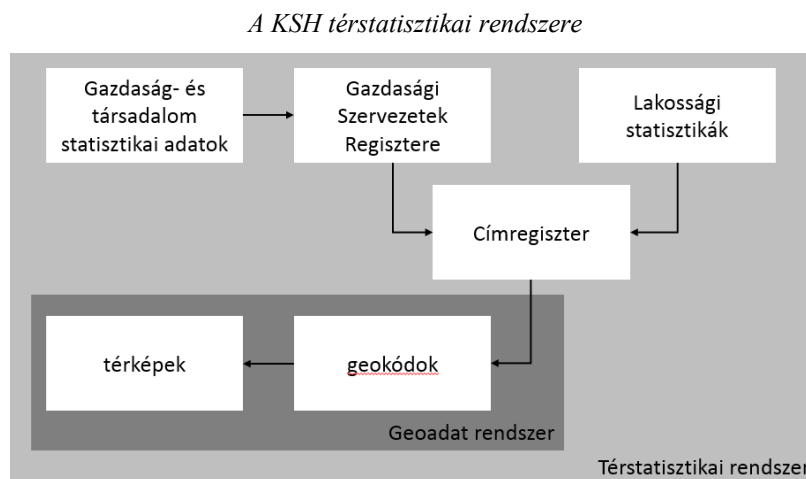 A KSH térstatisztikai rendszere
Gazdaság- és
társadalom
statisztikai adatok
Gazdasági
Szervezetek
Regisztere
Lakossági
statisztikák
Címregiszter
térképek
geokódok
Geoadat rendszer
Térstatisztikai rendszer